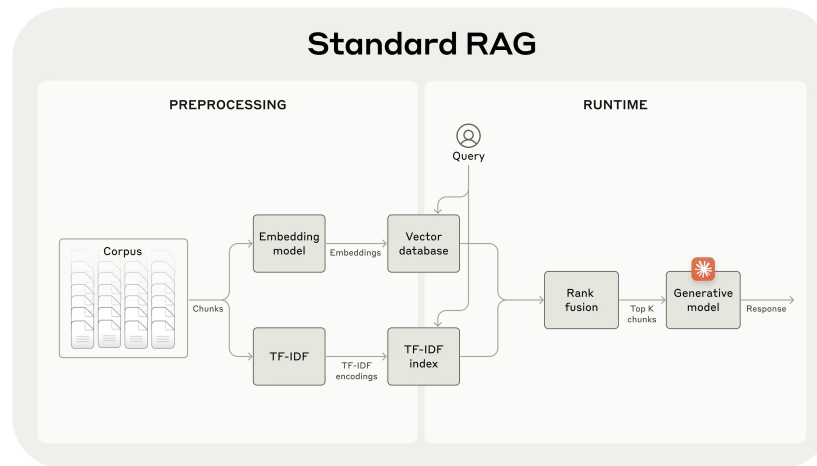 Standard RAG
PREPROCESSING
RUNTIME
Query
Corpus
Chunks
Embedding
model
Embeddings
Vector
database
TF-IDF
TF-IDF
encodings
TF-IDF
index
Rank
fusion
Top K
chunks
Generative
model
Response